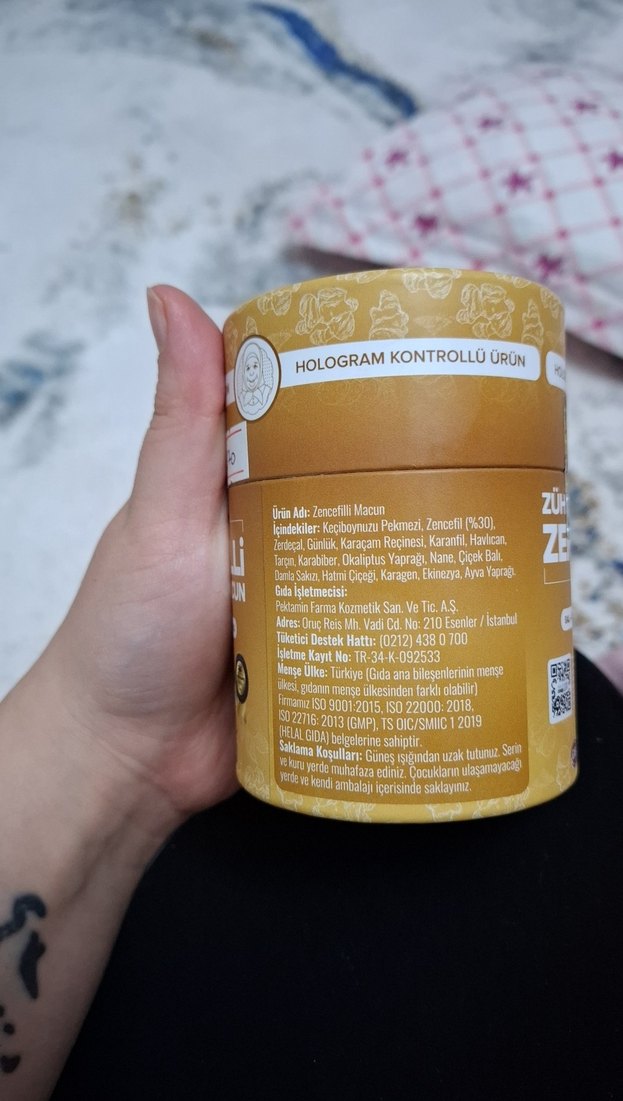 HOLOGRAM KONTROLLÜ ÜRÜN
Ürün Adı: Zencefilli Macun
İçindekiler: Keçiboynuzu Pekmezi, Zencefil (%30),
Zerdeçal, Günlük, Karaçam Reçinesi, Karanfil, Havlıcan,
Tarçın, Karabiber, Okaliptus Yaprağı, Nane, Çiçek Balı,
Damla Sakızı, Hatmi Çiçeği, Karagen, Ekinezya, Ayva Yaprağı.
Gıda İşletmecisi:
Pektamin Farma Kozmetik San. Ve Tic. A.Ş.
Adres: Oruç Reis Mh. Vadi Cd. No: 210 Esenler / İstanbul
Tüketici Destek Hattı: (0212) 438 0 700
İşletme Kayıt No: TR-34-K-092533
Menşe Ülke: Türkiye (Gıda ana bileşenlerinin menşe
ülkesi, gıdanın menşe ülkesinden farklı olabilir)
Firmamız ISO 9001:2015, ISO 22000: 2018,
ISO 22716: 2013 (GMP), TS OIC/SMIIC 1 2019
(HELAL GIDA) belgelerine sahiptir.
Saklama Koşulları: Güneş ışığından uzak tutunuz. Serin
ve kuru yerde muhafaza ediniz. Çocukların ulaşamayacağı
yerde ve kendi ambalajı içerisinde saklayınız.
Lİ
CUN
ZÜH
ZE